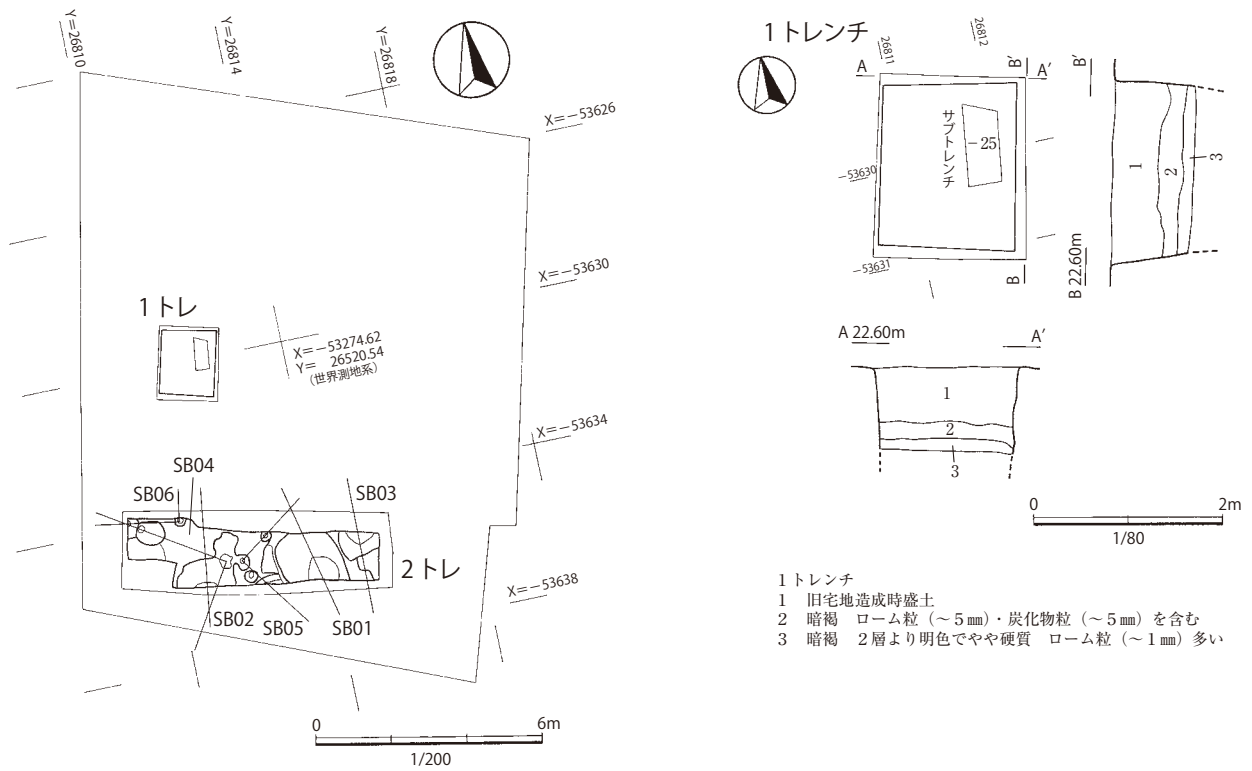 Y=26810
Y=26814
Y=26818
X=-53626
X=-53630
1トレ
X=-53274.62
Y= 26520.54
(世界測地系)
X=-53634
SB04
SB06
SB03
2トレ
X=-53638
SB02
SB05
SB01
0 6m
1/200
1トレンチ
26811
26812
A
B′
A′
B′
サブトレンチ
-25
-53630
-53631
B
1
2
3
B 22.60m
A 22.60m
A′
1
2
3
0 2m
1/80
1トレンチ
1 旧宅地造成時盛土
2 暗褐 ローム粒(~5㎜)・炭化物粒(~5㎜)を含む
3 暗褐 2層より明色でやや硬質 ローム粒(~1㎜)多い